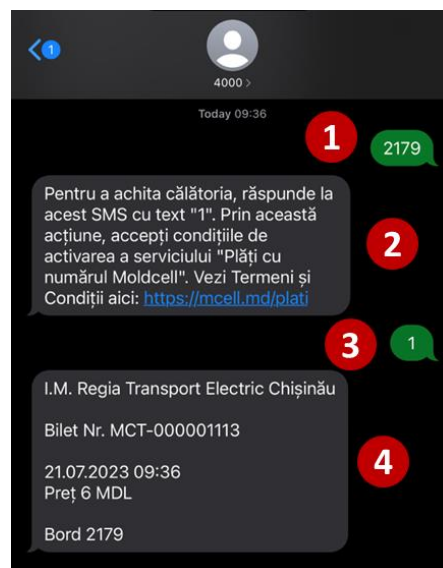 1
4000 >
Today 09:36
1
2179
Pentru a achita călătoria, răspunde la
acest SMS cu text "1". Prin această
acțiune, accepți condițiile de
activarea a serviciului "Plăți cu
numărul Moldcell". Vezi Termeni și
Condiții aici: https://mcell.md/plati
2
3
1
I.M. Regia Transport Electric Chișinău
Bilet Nr. MCT-000001113
21.07.2023 09:36
Preț 6 MDL
Bord 2179
4